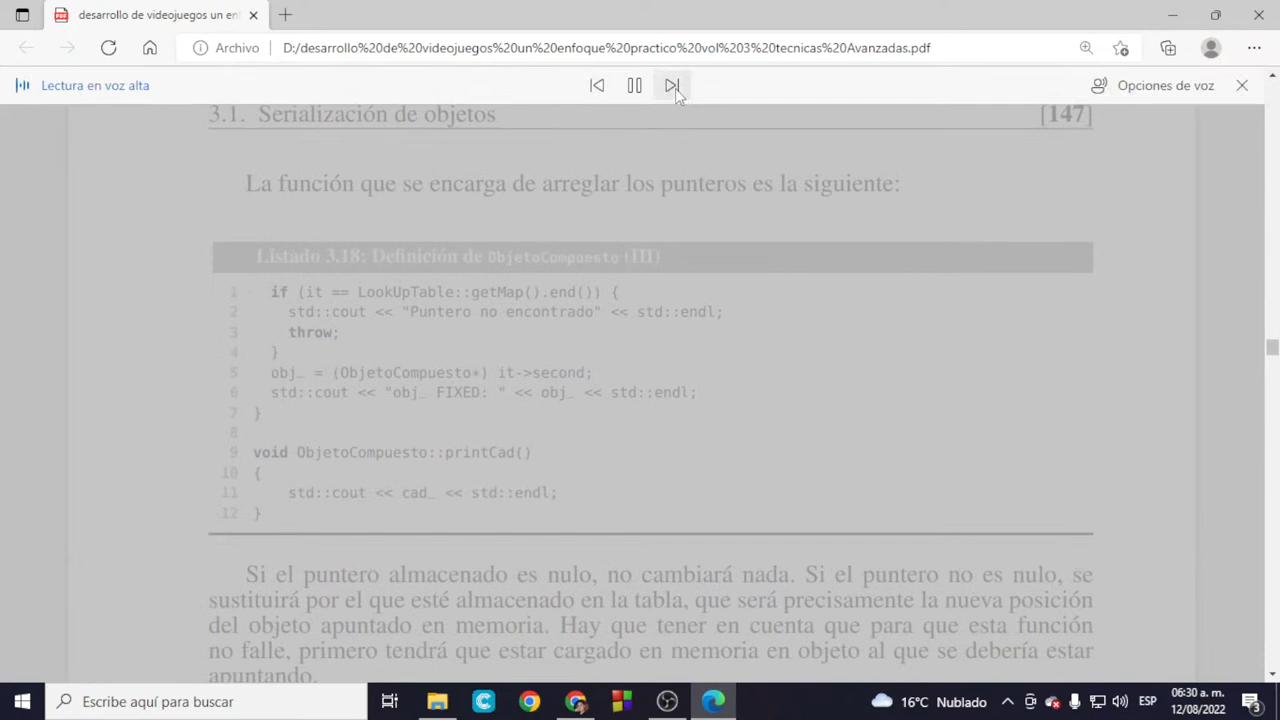 desarrollo de videojuegos un en
Archivo
D:/desarrollo%20de%20videojuegos%20un%20enfoque%20practico%20vol%203%20tecnicas%20Avanzadas.pdf
Lectura en voz alta
Opciones de voz
3.1. Serialización de objetos [147]
La función que se encarga de arreglar los punteros es la siguiente:
Listado 3.18: Definición de ObjetoCompuesto (III)
1 if (it == LookUpTable::getMap().end()) {
2 std::cout << "Puntero no encontrado" << std::endl;
3 throw;
4 }
5 obj_ = (ObjetoCompuesto*) it->second;
6 std::cout << "obj_ FIXED: " << obj_ << std::endl;
7 }
8
9 void ObjetoCompuesto::printCad()
10 {
11 std::cout << cad_ << std::endl;
12 }
Si el puntero almacenado es nulo, no cambiará nada. Si el puntero no es nulo, se
sustituirá por el que esté almacenado en la tabla, que será precisamente la nueva posición
del objeto apuntado en memoria. Hay que tener en cuenta que para que esta función
no falle, primero tendrá que estar cargado en memoria en objeto al que se debería estar
apuntando.
Escribe aquí para buscar
16°C Nublado
ESP
06:30 a. m.
12/08/2022
3